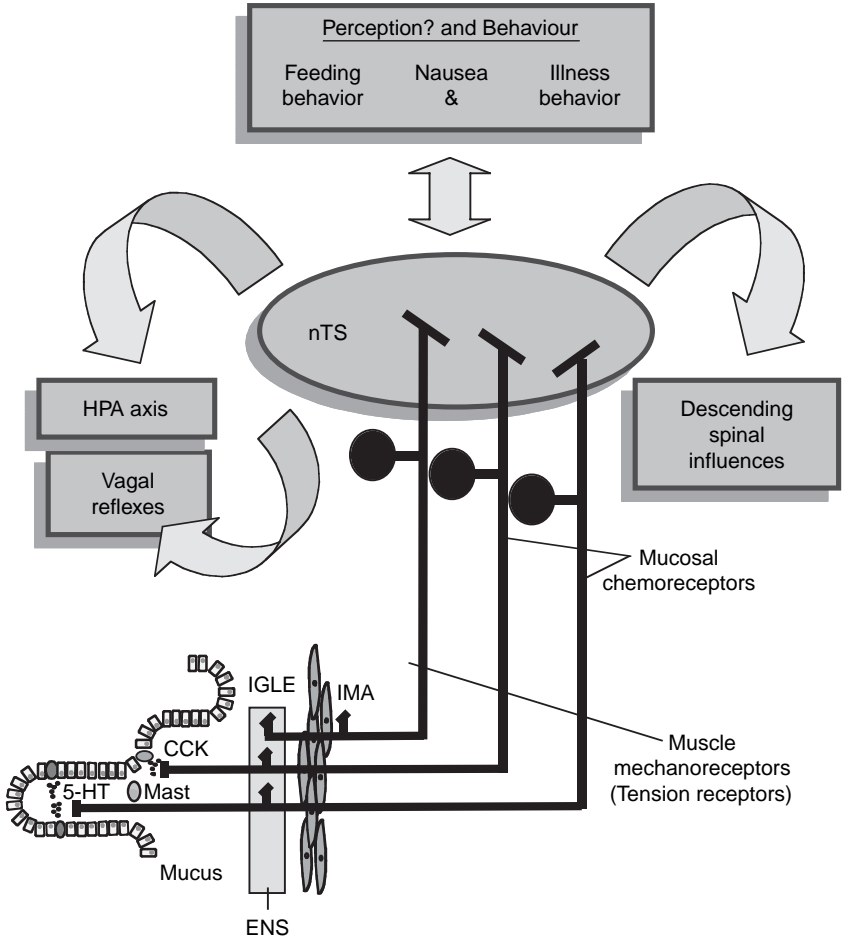 Perception? and Behaviour
Feeding behavior
Nausea &
Illness behavior
nTS
HPA axis
Vagal
reflexes
Descending
spinal
influences
Mucosal
chemoreceptors
IGLE
IMA
CCK
5-HT
Mast
Muscle
mechanoreceptors
(Tension receptors)
Mucus
ENS